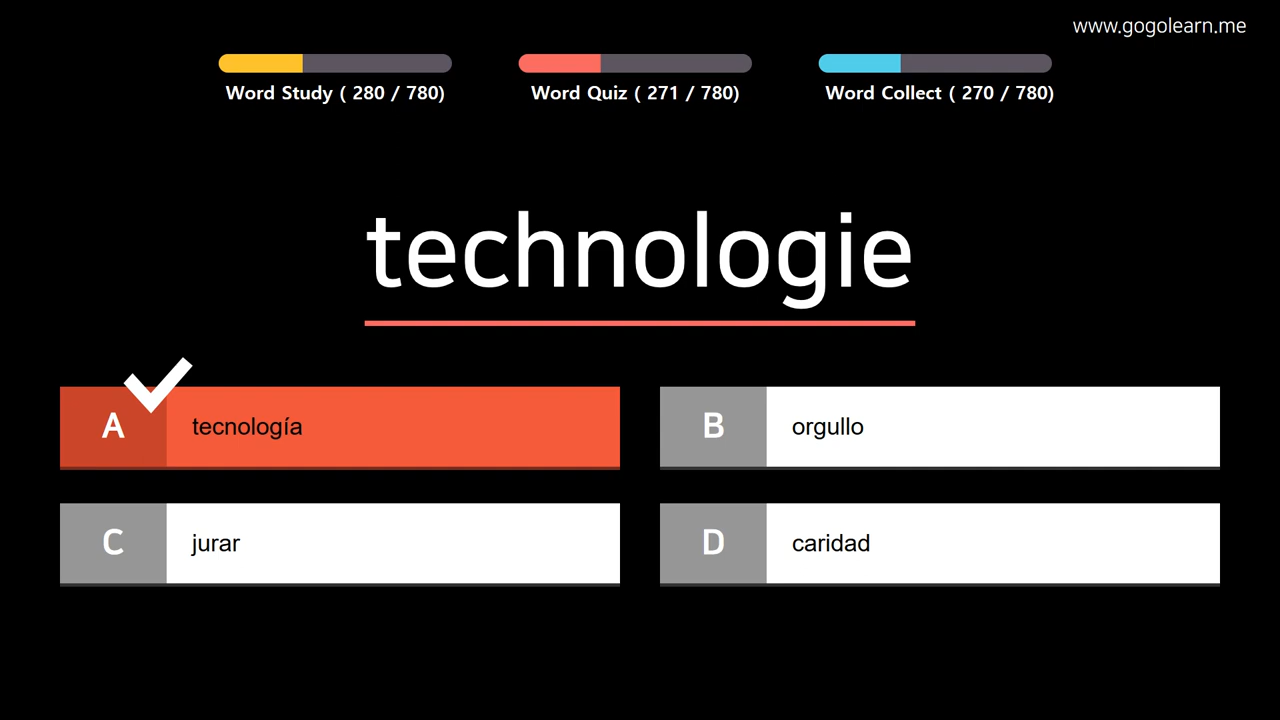 www.gogolearn.me
Word Study ( 280 / 780)
Word Quiz ( 271 / 780)
Word Collect ( 270 / 780)
technologie
A tecnología
B orgullo
C jurar
D caridad